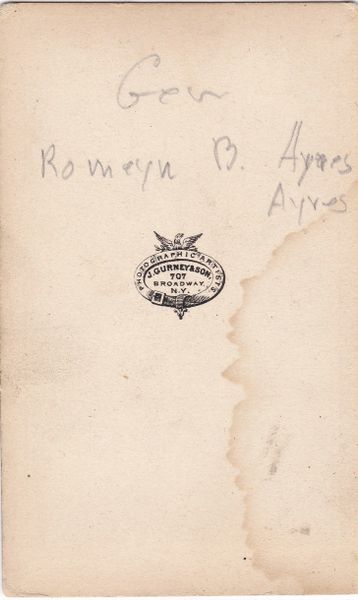 Gen
Romeyn B. Ayres
Ayres
PHOTOGRAPHIC ARTISTS
J. GURNEY & SON,
707
BROADWAY,
N.Y.